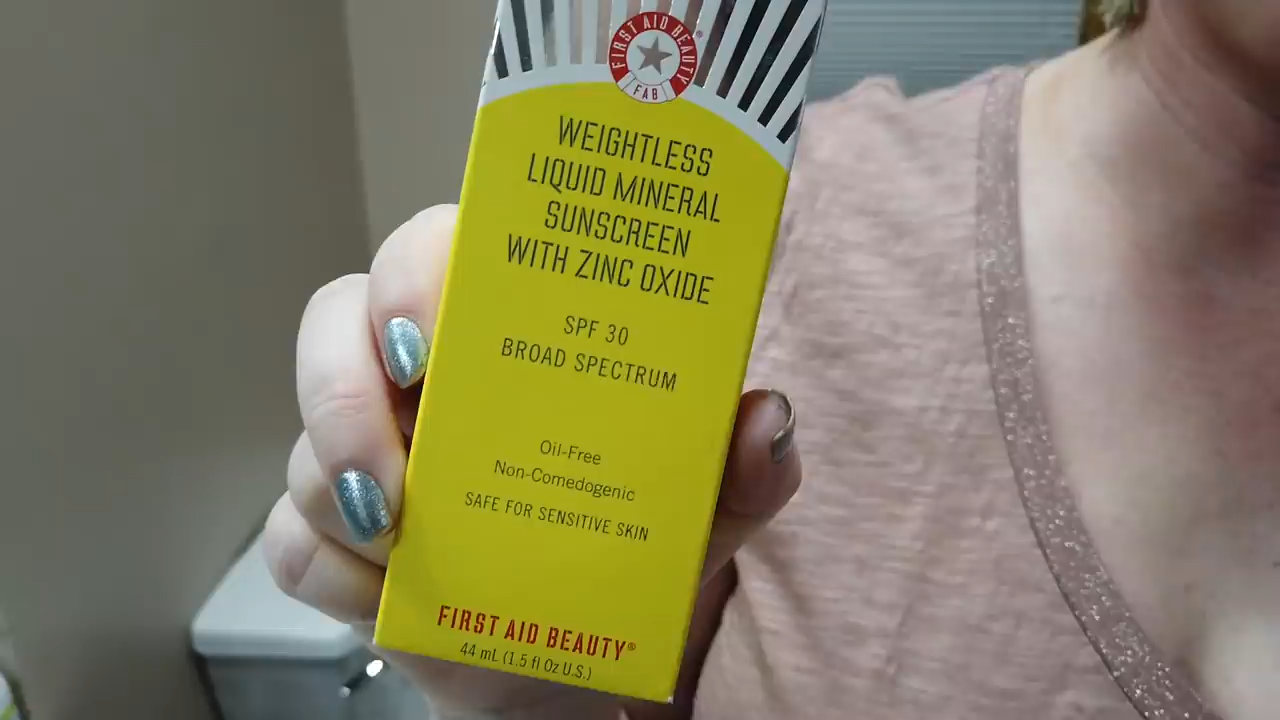 FIRST AID BEAUTY®
FAB
WEIGHTLESS
LIQUID MINERAL
SUNSCREEN
WITH ZINC OXIDE
SPF 30
BROAD SPECTRUM
Oil-Free
Non-Comedogenic
SAFE FOR SENSITIVE SKIN
FIRST AID BEAUTY®
44 mL (1.5 fl Oz U.S.)